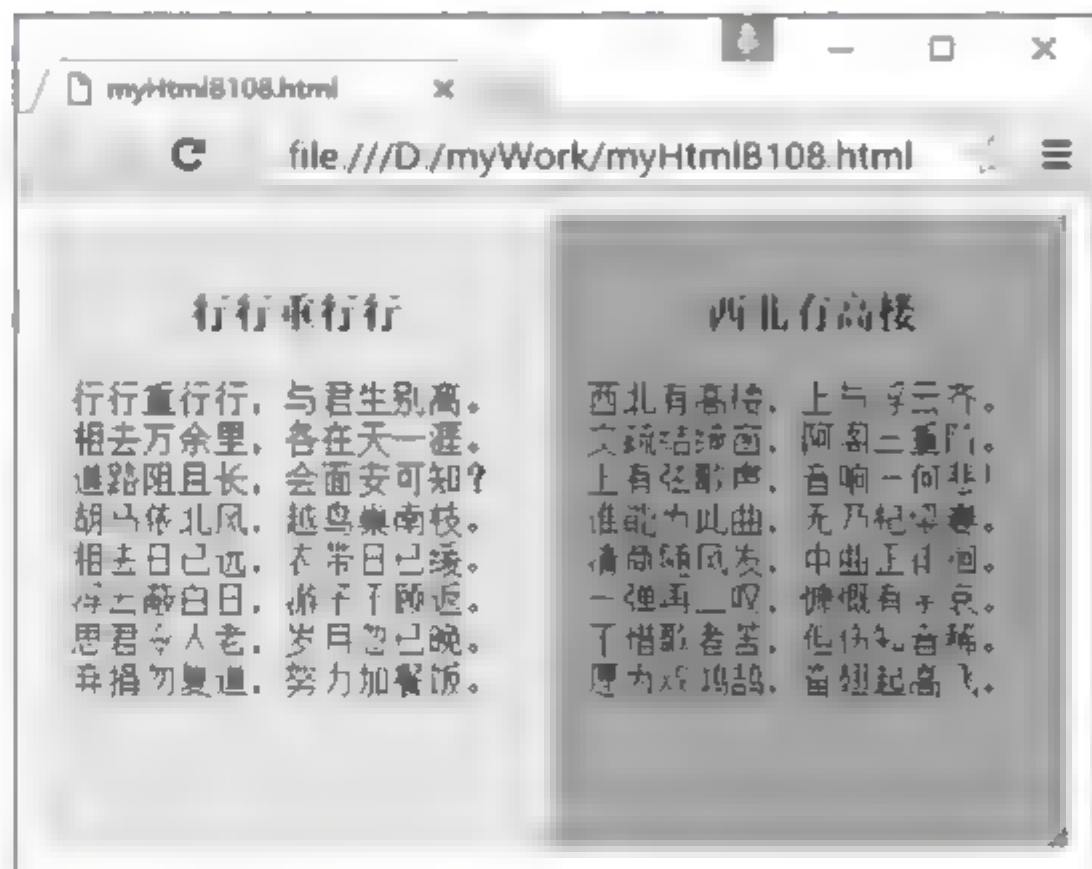 myHtml8108.html
file:///D:/myWork/myHtml8108.html
行行重行行
行行重行行，与君生别离。
相去万余里，各在天一涯。
道路阻且长，会面安可知？
胡马依北风，越鸟巢南枝。
相去日已远，衣带日已缓。
浮云蔽白日，游子不顾返。
思君令人老，岁月忽已晚。
弃捐勿复道，努力加餐饭。
西北有高楼
西北有高楼，上与浮云齐。
交疏结绮窗，阿阁三重阶。
上有弦歌声，音响一何悲！
谁能为此曲，无乃杞梁妻。
清商随风发，中曲正徘徊。
一弹再三叹，慷慨有余哀。
不惜歌者苦，但伤知音稀。
愿为双鸿鹄，奋翅起高飞。